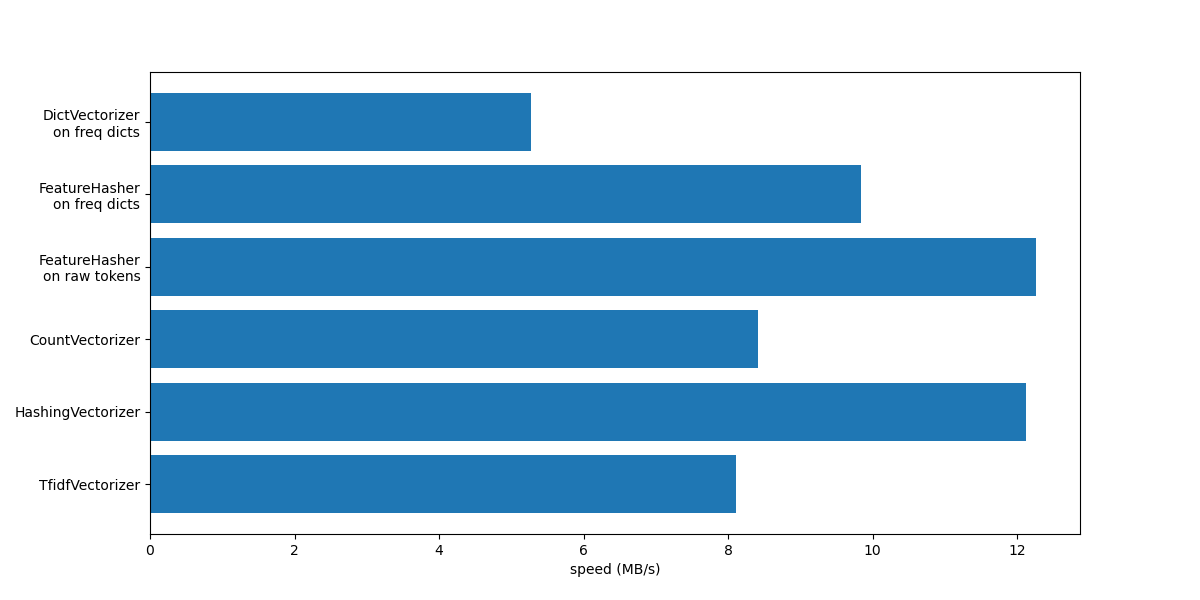 DictVectorizer
on freq dicts
FeatureHasher
on freq dicts
FeatureHasher
on raw tokens
CountVectorizer
HashingVectorizer
TfidfVectorizer
0 2 4 6 8 10 12
speed (MB/s)